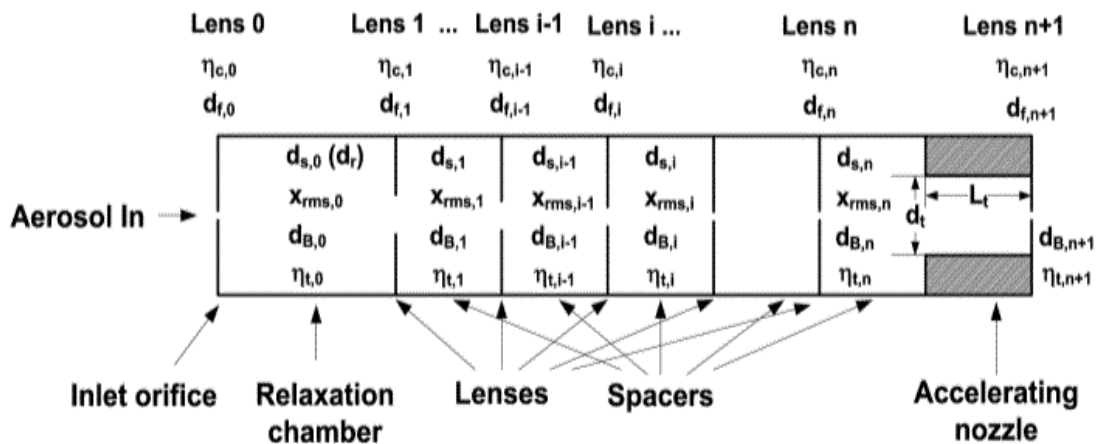 Lens 0 Lens 1 ... Lens i-1 Lens i ... Lens n Lens n+1
ηc,0 ηc,1 ηc,i-1 ηc,i ηc,n ηc,n+1
df,0 df,1 df,i-1 df,i df,n df,n+1
ds,0 (dr) ds,1 ds,i-1 ds,i ds,n
xrms,0 xrms,1 xrms,i-1 xrms,i xrms,n Lt
Aerosol In dt
dB,0 dB,1 dB,i-1 dB,i dB,n dB,n+1
ηt,0 ηt,1 ηt,i-1 ηt,i ηt,n ηt,n+1
Inlet orifice Relaxation Lenses Spacers Accelerating
chamber nozzle